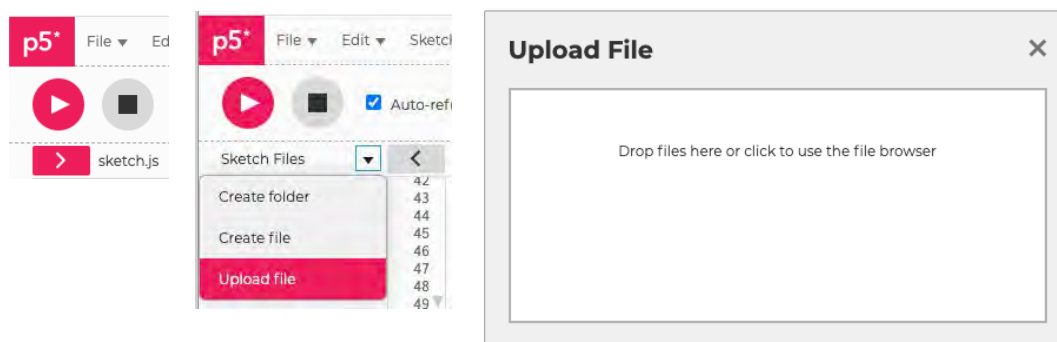 p5* File ▾ Ed
> sketch.js
p5* File ▾ Edit ▾ Sketc
Auto-ref
Sketch Files ▾ <
Create folder
Create file
Upload file
42
43
44
45
46
47
48
49
Upload File ×
Drop files here or click to use the file browser